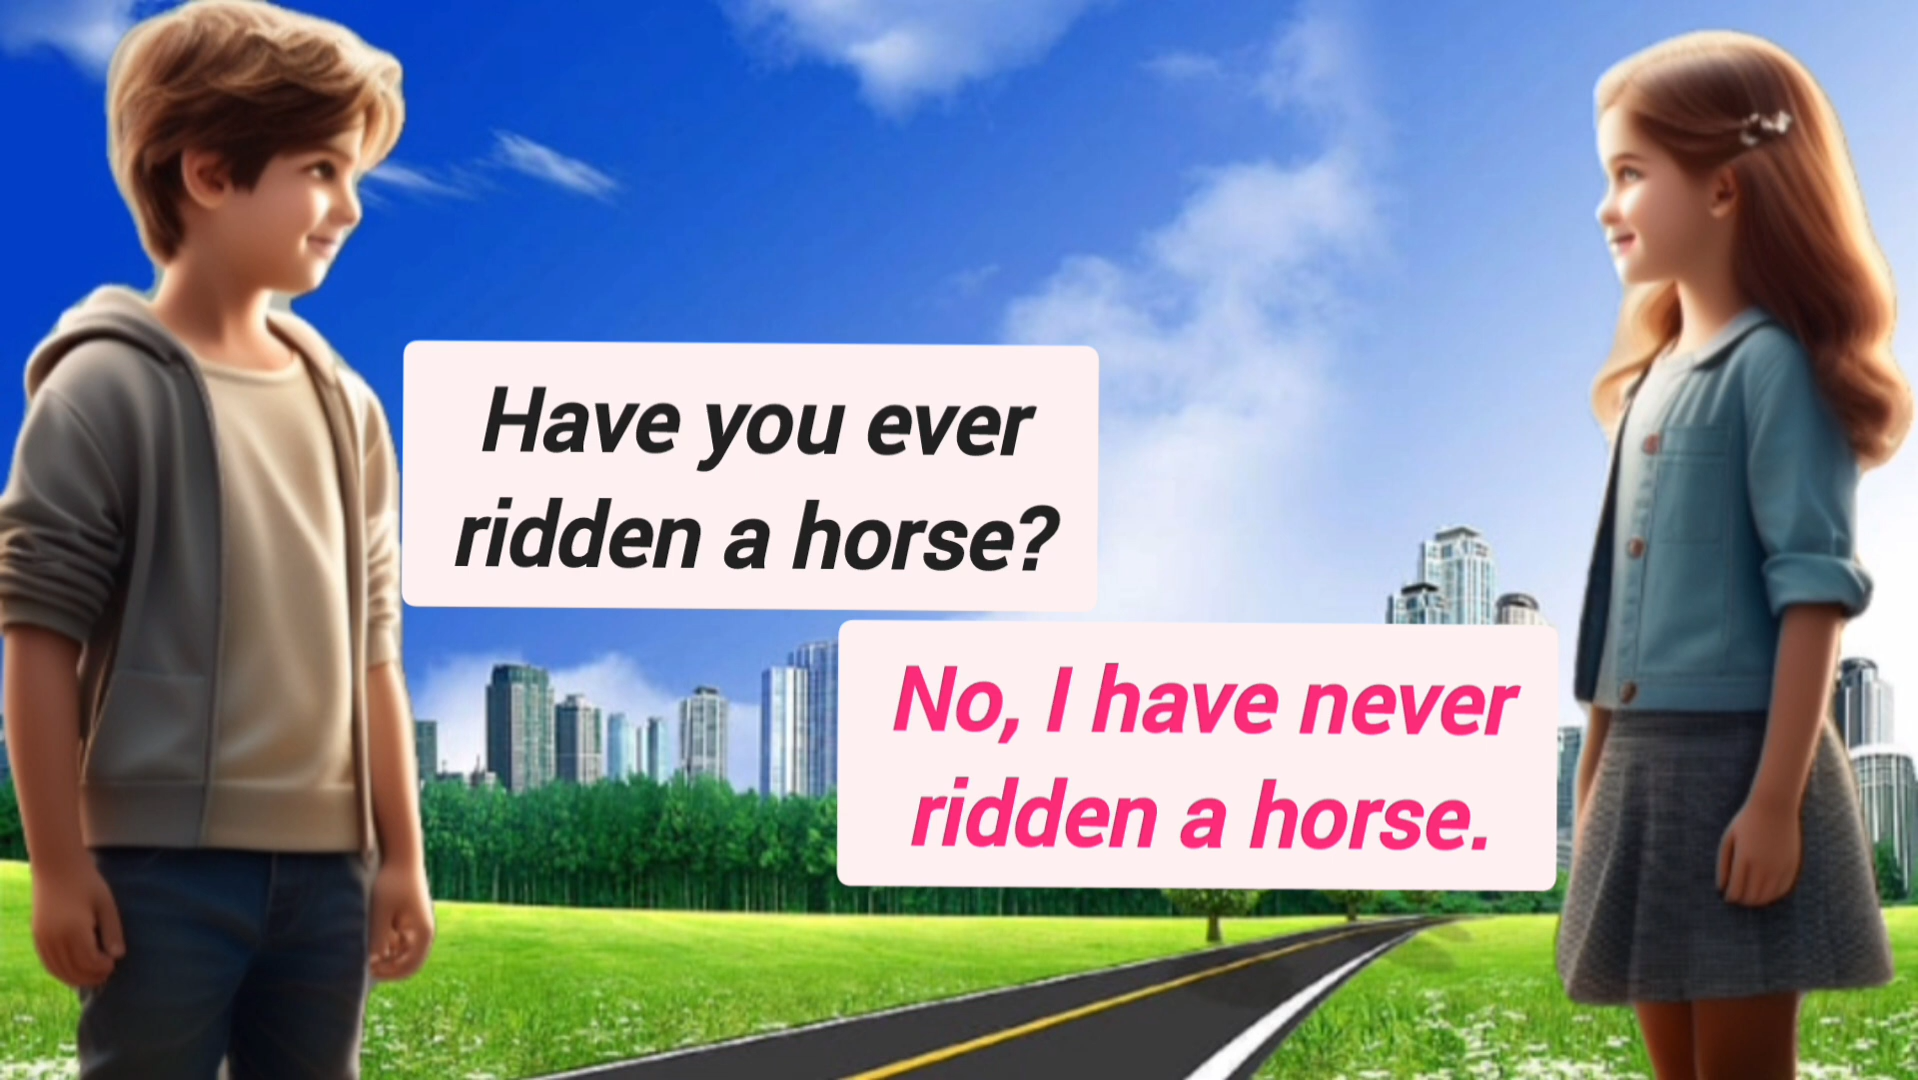 Have you ever
ridden a horse?
No, I have never
ridden a horse.